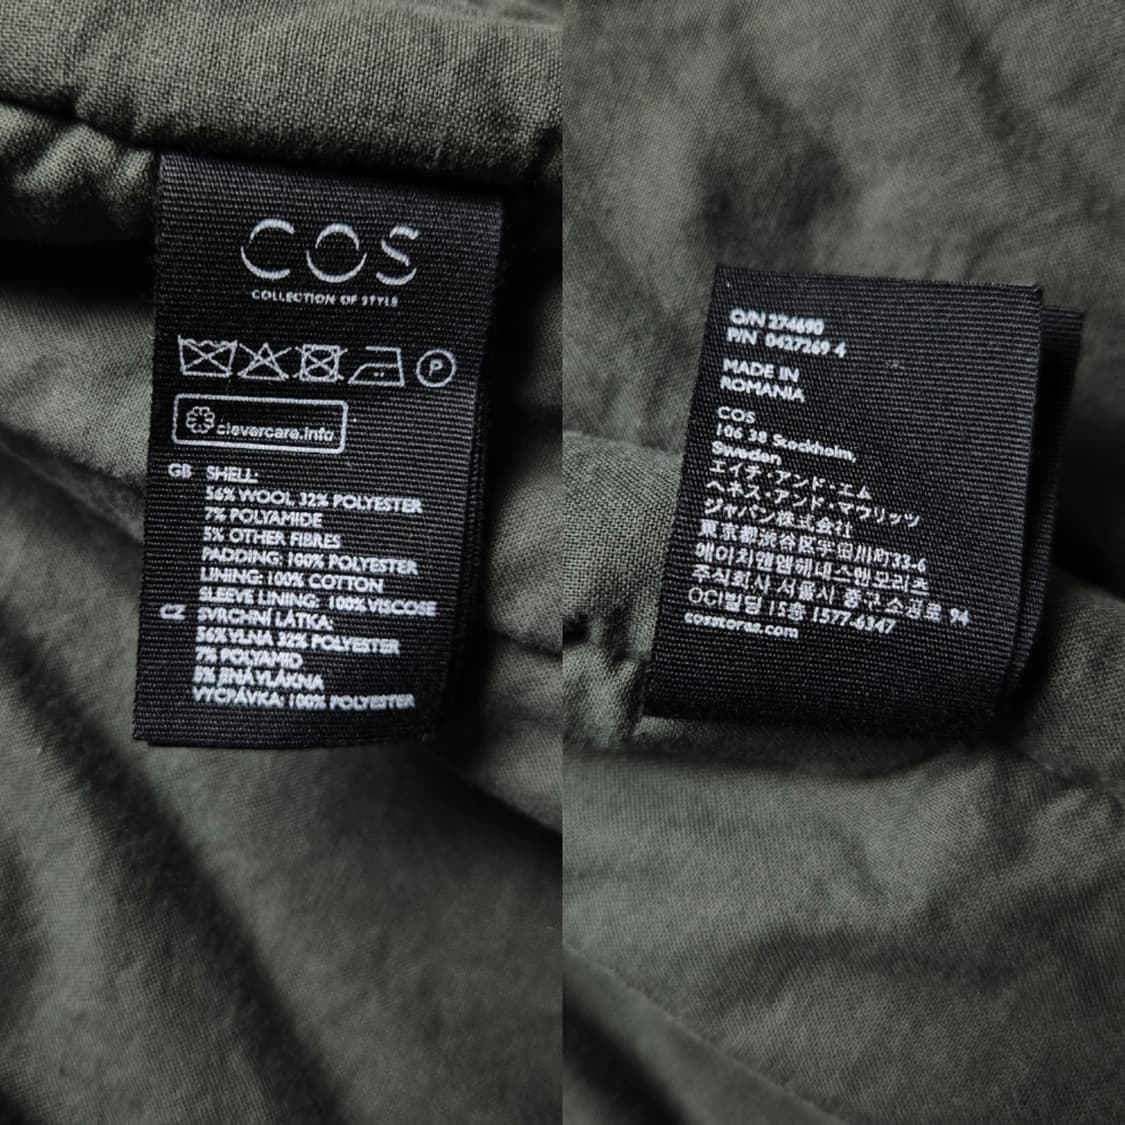 COS
COLLECTION OF STYLE
P
clevercare.info
GB SHELL:
56% WOOL 32% POLYESTER
7% POLYAMIDE
5% OTHER FIBRES
PADDING: 100% POLYESTER
LINING: 100% COTTON
SLEEVE LINING: 100% VISCOSE
CZ SVRCHNÍ LÁTKA:
56% VLNA 32% POLYESTER
7% POLYAMID
5% JINÁ VLÁKNA
VYCPÁVKA: 100% POLYESTER
O/N 274690
P/N 0427269 4
MADE IN
ROMANIA
COS
106 38 Stockholm,
Sweden
エイチ・アンド・エム
ヘネス・アンド・マウリッツ
ジャパン株式会社
東京都渋谷区宇田川町33-6
에이치앤엠헤네스앤모리츠
주식회사 서울시 중구 소공로 94
OCI빌딩 15층 1577-6347
cosstores.com